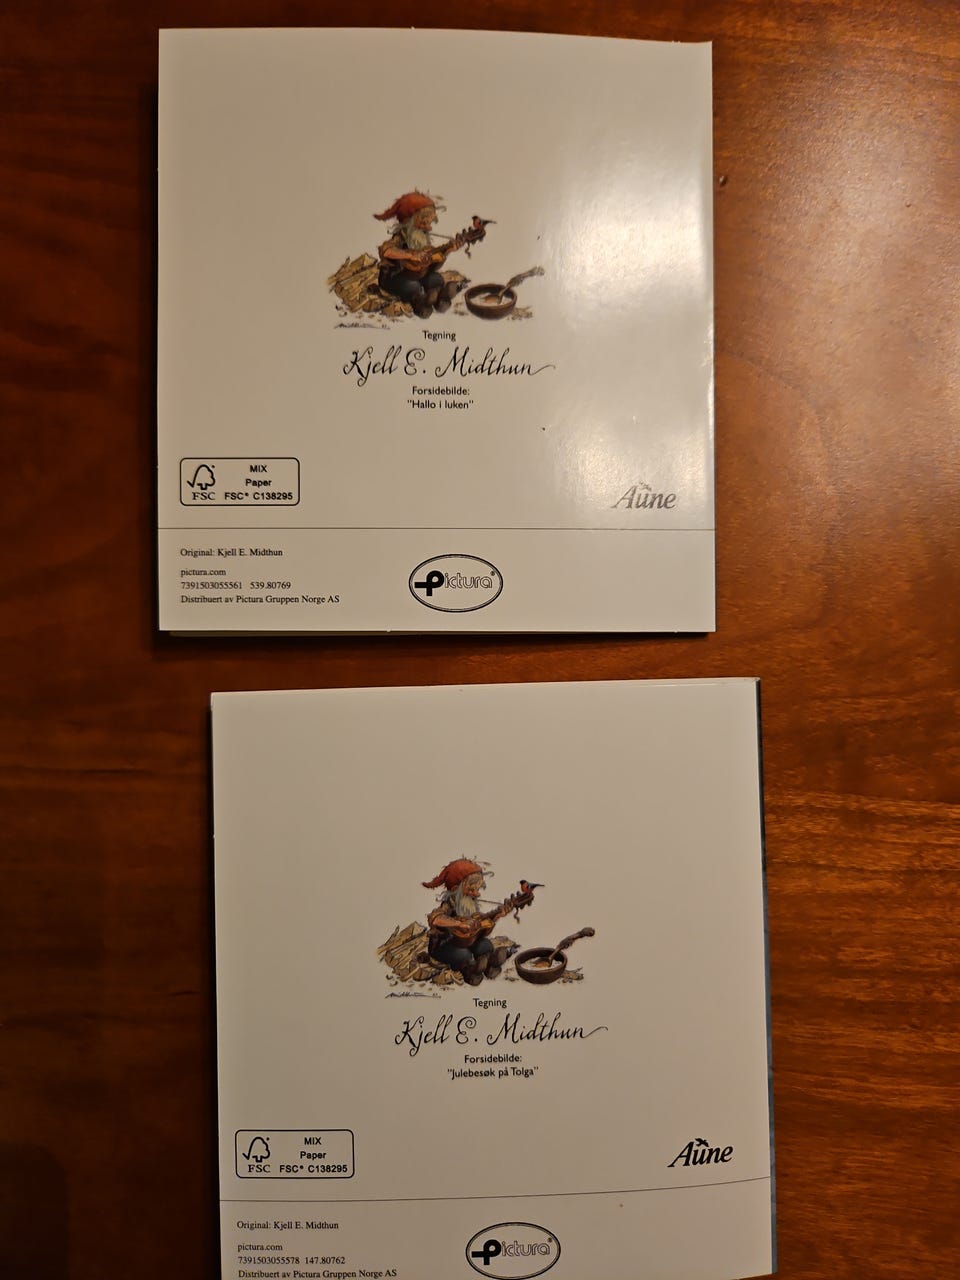 Tegning
Kjell E. Midthun
Forsidebilde:
"Hallo i luken"
MIX
Paper
FSC
FSC® C138295
Aune
Original: Kjell E. Midthun
pictura.com
7391503055561 539.80769
Distribuert av Pictura Gruppen Norge AS
Pictura®
Tegning
Kjell E. Midthun
Forsidebilde:
"Julebesøk på Tolga"
MIX
Paper
FSC
FSC® C138295
Aune
Original: Kjell E. Midthun
pictura.com
7391503055578 147.80762
Distribuert av Pictura Gruppen Norge AS
Pictura®